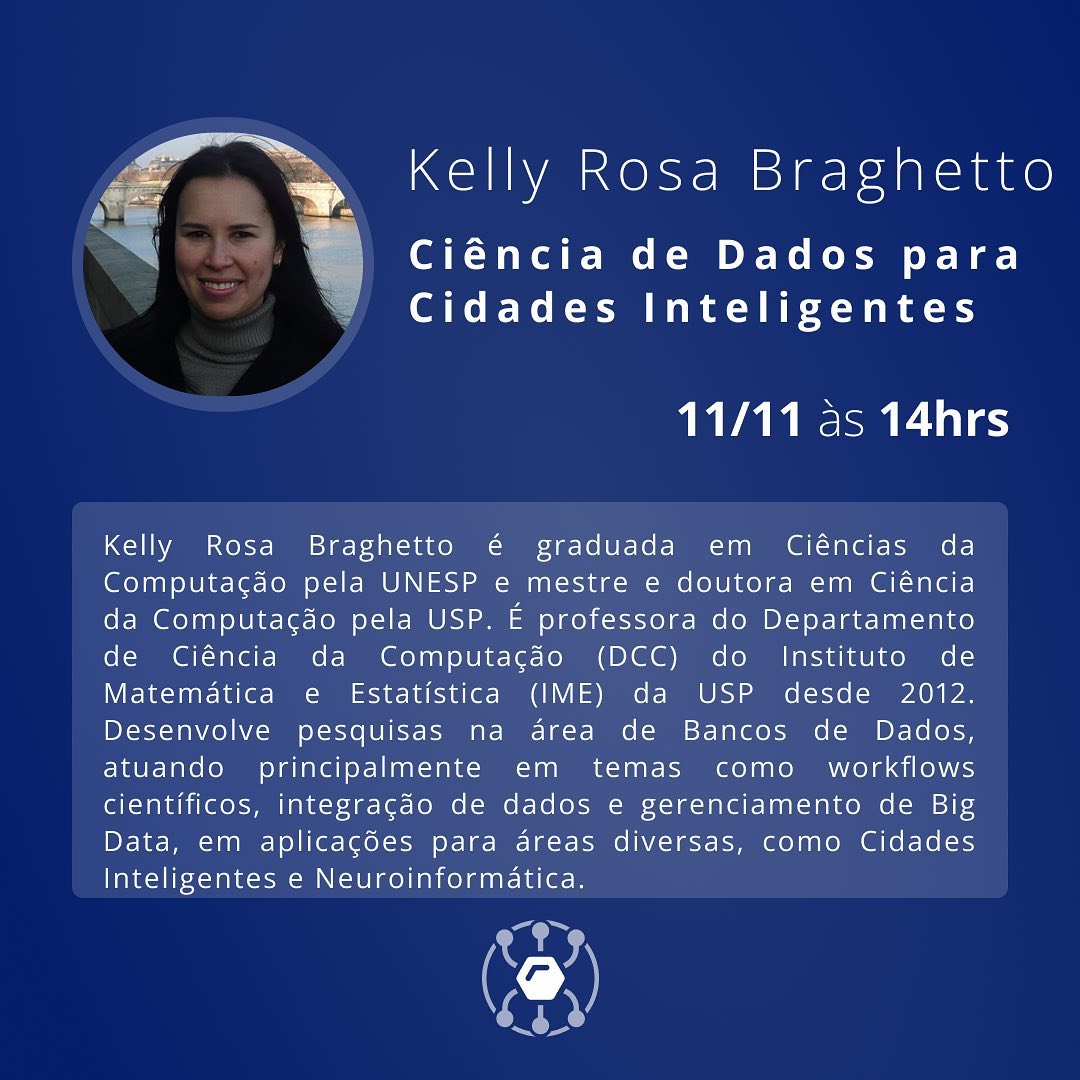 Kelly Rosa Braghetto
Ciência de Dados para
Cidades Inteligentes
11/11 às 14hrs
Kelly Rosa Braghetto é graduada em Ciências da
Computação pela UNESP e mestre e doutora em Ciência
da Computação pela USP. É professora do Departamento
de Ciência da Computação (DCC) do Instituto de
Matemática e Estatística (IME) da USP desde 2012.
Desenvolve pesquisas na área de Bancos de Dados,
atuando principalmente em temas como workflows
científicos, integração de dados e gerenciamento de Big
Data, em aplicações para áreas diversas, como Cidades
Inteligentes e Neuroinformática.